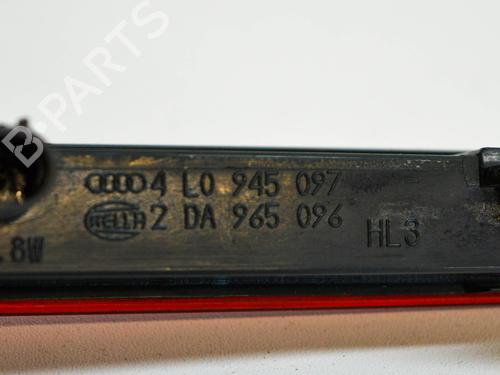 B-PARTS
4 L0 945 097
HELLA 2 DA 965 096
HL3
.8W